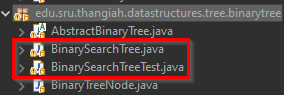 edu.sru.thangiah.datastructures.tree.binarytree
AbstractBinaryTree.java
BinarySearchTree.java
BinarySearchTreeTest.java
BinaryTreeNode.java